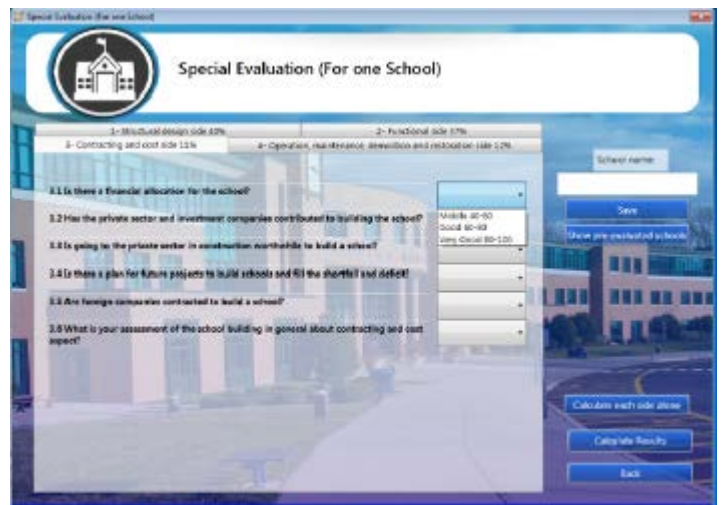 Special Evaluation (For one School)
Special Evaluation (For one School)
1- Structural design side 40%
2- Functional side 37%
3- Contracting and cost side 11%
4- Operation, maintenance, demolition and restoration side 12%
School name
3.1 Is there a financial allocation for the school?
Save
3.2 Has the private sector and investment companies contributed to building the school?
Middle 40-60
Good 60-80
Very Good 80-100
Show pre evaluated schools
3.3 Is going to the private sector in construction worthwhile to build a school?
3.4 Is there a plan for future projects to build schools and fill the shortfall and deficit?
3.5 Are foreign companies contracted to build a school?
3.6 What is your assessment of the school building in general about contracting and cost
aspect?
Calculate each side alone
Calculate Results
Back